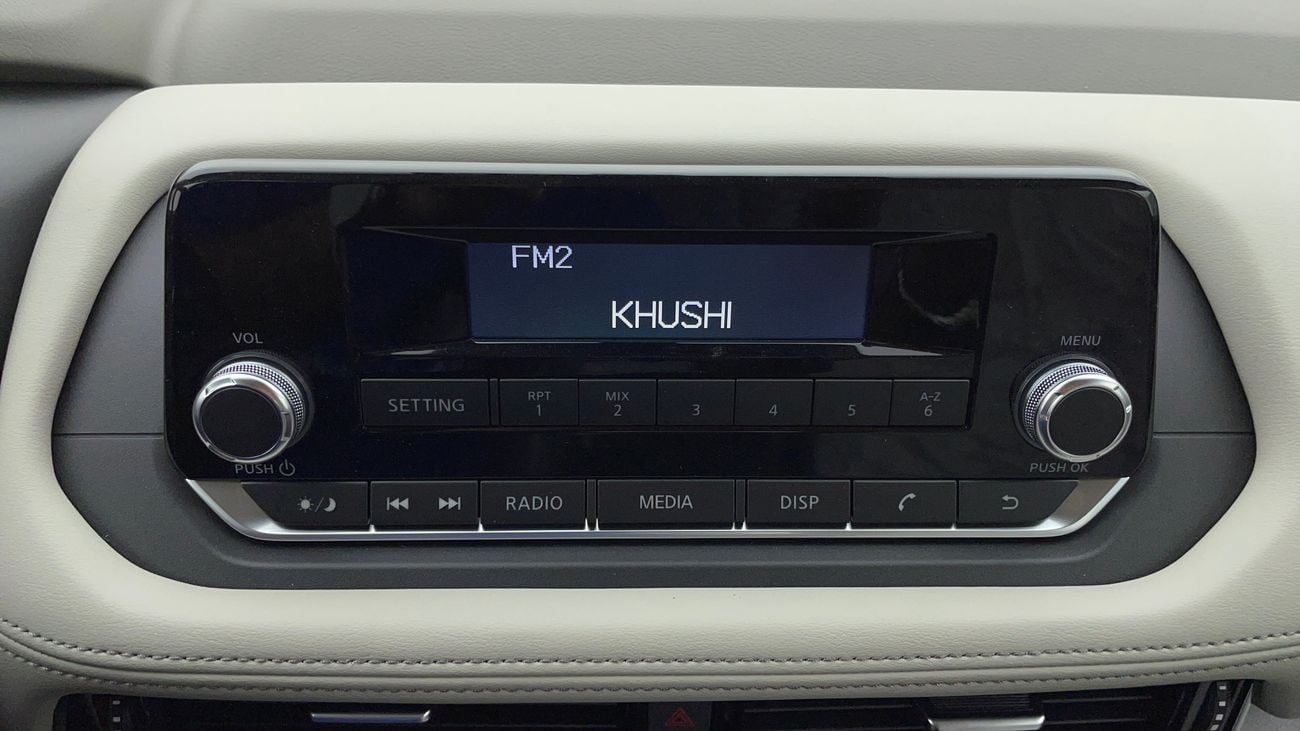 FM2
KHUSHI
VOL
MENU
SETTING
RPT
1
MIX
2
3
4
5
A-Z
6
PUSH
PUSH OK
RADIO
MEDIA
DISP